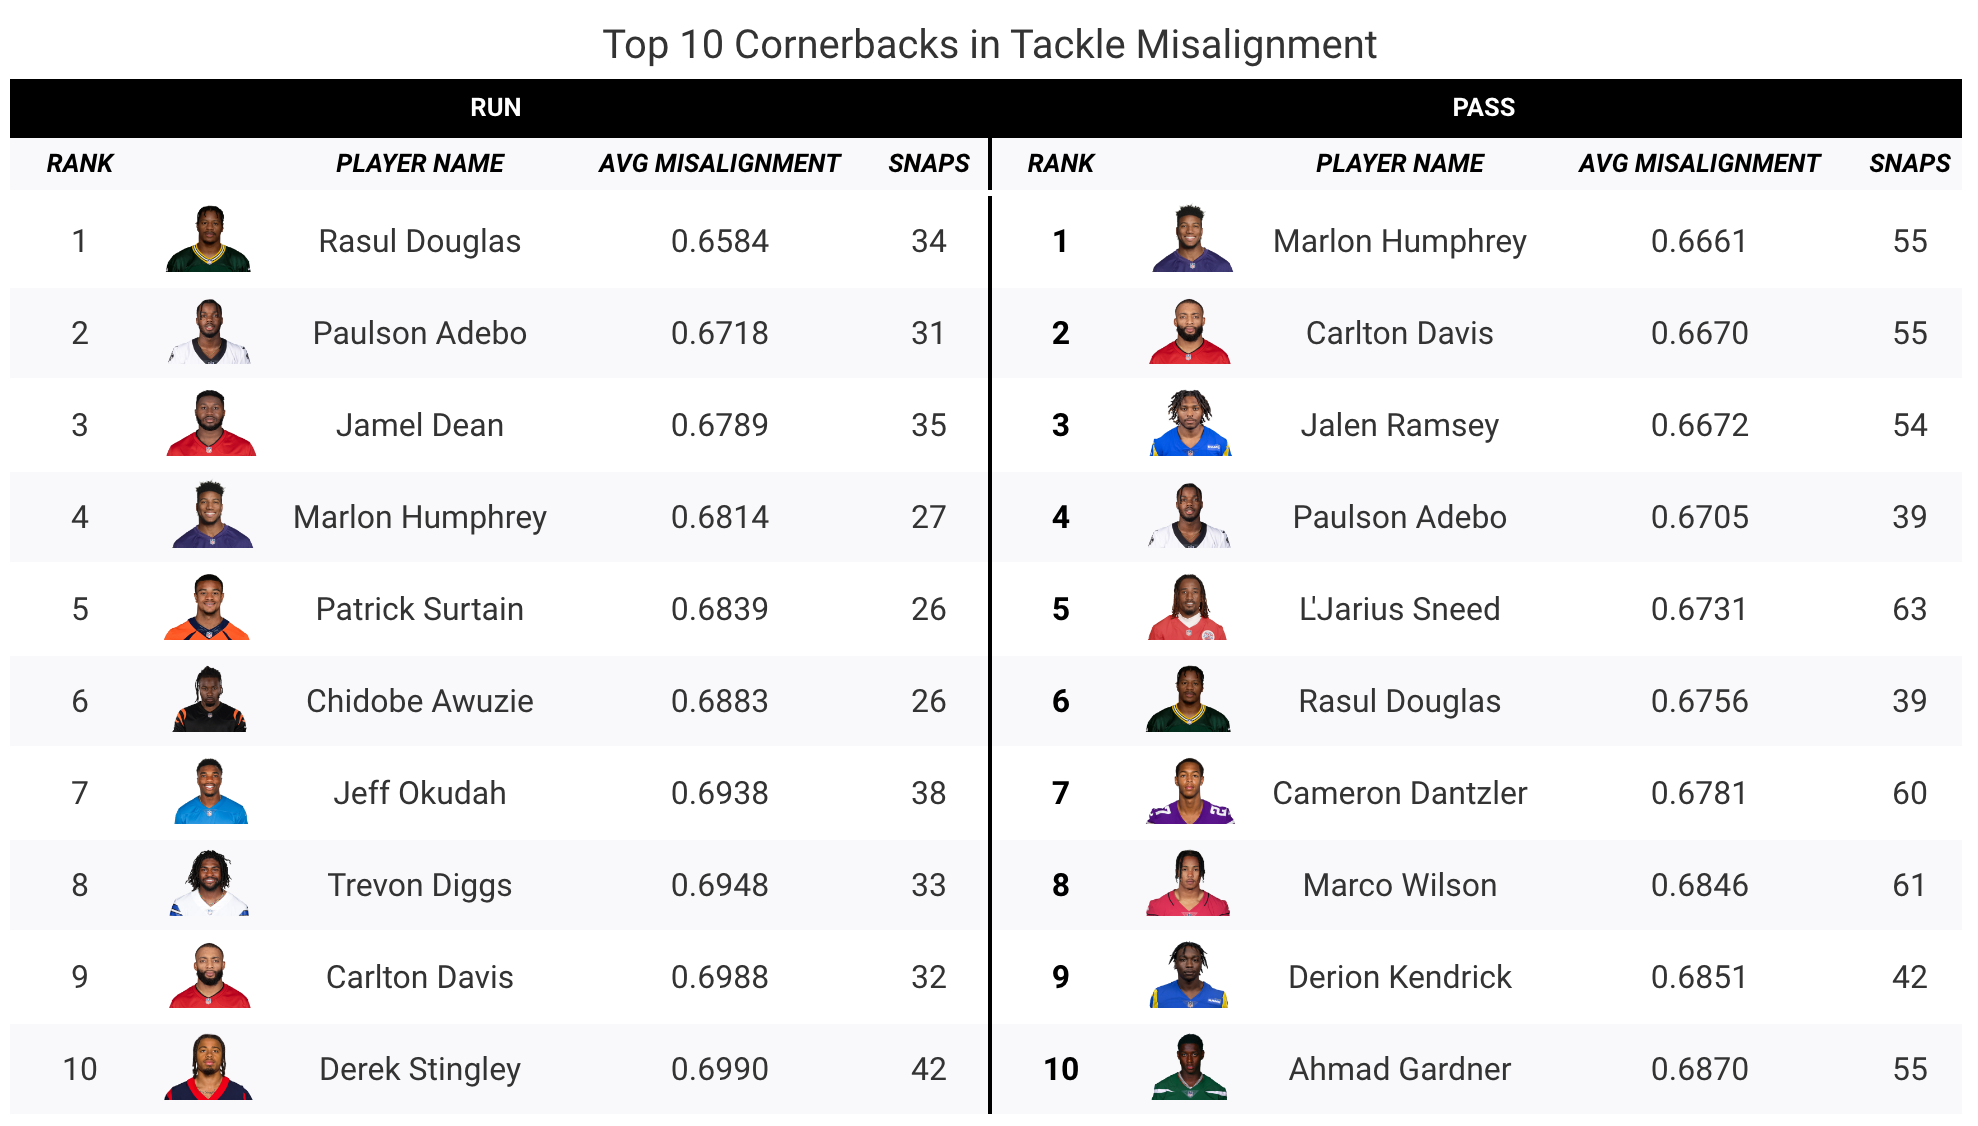 Top 10 Cornerbacks in Tackle Misalignment
RUN PASS
RANK PLAYER NAME AVG MISALIGNMENT SNAPS RANK PLAYER NAME AVG MISALIGNMENT SNAPS
1 Rasul Douglas 0.6584 34 1 Marlon Humphrey 0.6661 55
2 Paulson Adebo 0.6718 31 2 Carlton Davis 0.6670 55
3 Jamel Dean 0.6789 35 3 Jalen Ramsey 0.6672 54
4 Marlon Humphrey 0.6814 27 4 Paulson Adebo 0.6705 39
5 Patrick Surtain 0.6839 26 5 L'Jarius Sneed 0.6731 63
6 Chidobe Awuzie 0.6883 26 6 Rasul Douglas 0.6756 39
7 Jeff Okudah 0.6938 38 7 Cameron Dantzler 0.6781 60
8 Trevon Diggs 0.6948 33 8 Marco Wilson 0.6846 61
9 Carlton Davis 0.6988 32 9 Derion Kendrick 0.6851 42
10 Derek Stingley 0.6990 42 10 Ahmad Gardner 0.6870 55